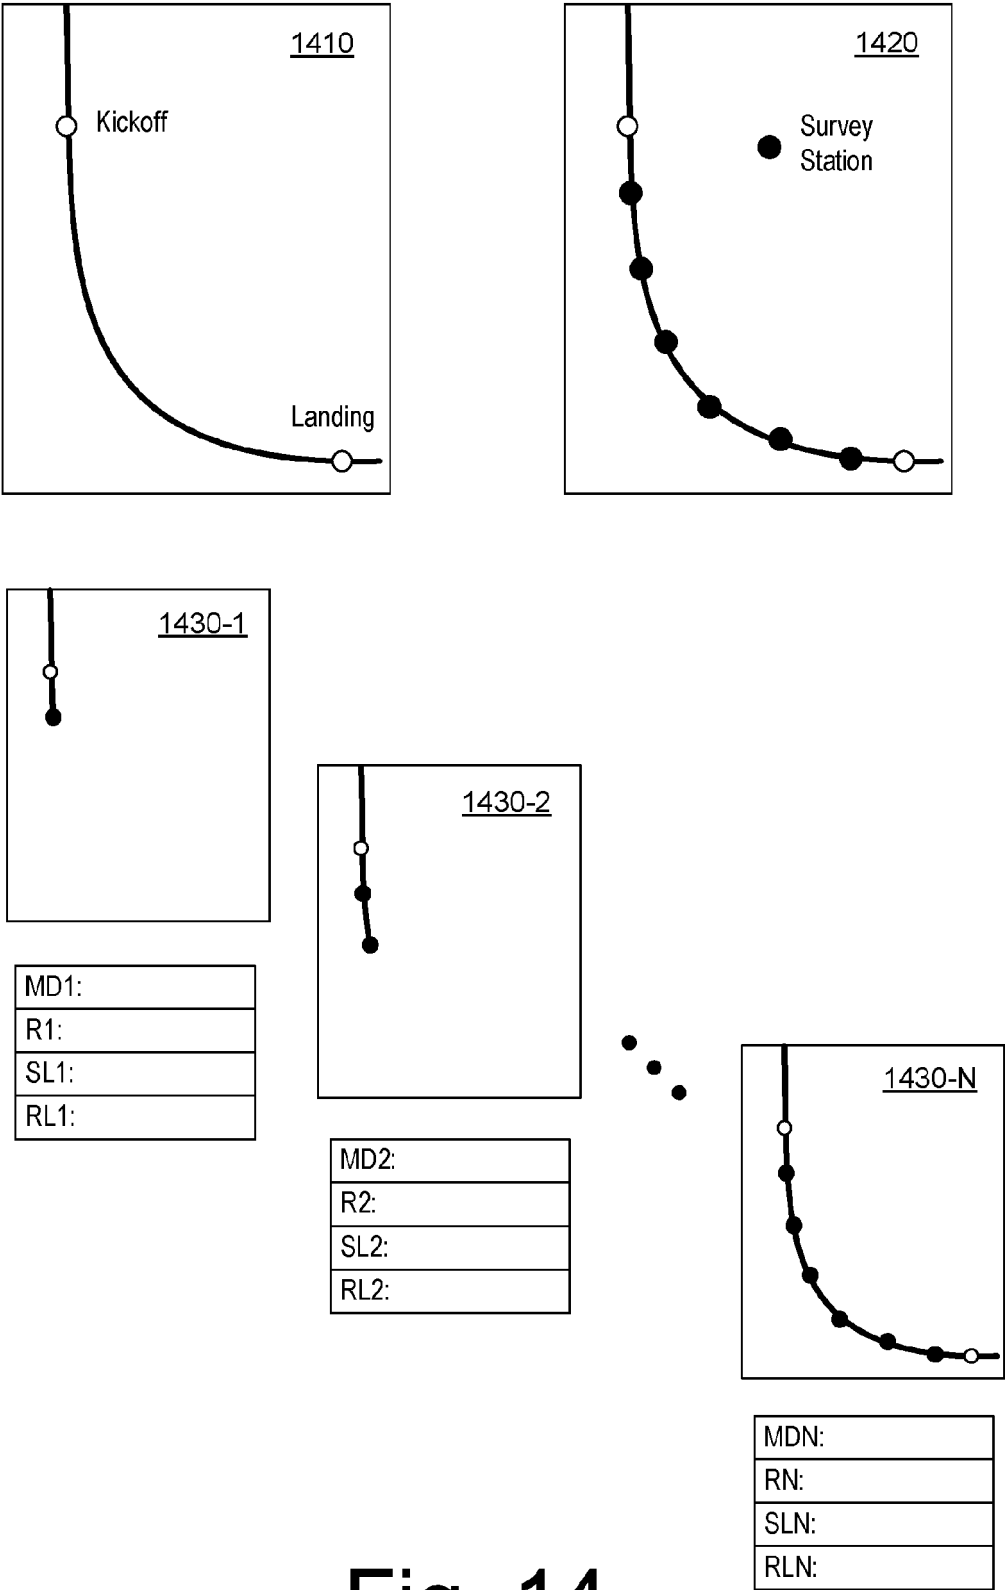 1410
Kickoff
Landing
1420
Survey
Station
1430-1
MD1:
R1:
SL1:
RL1:
1430-2
MD2:
R2:
SL2:
RL2:
1430-N
MDN:
RN:
SLN:
RLN:
Fig. 14